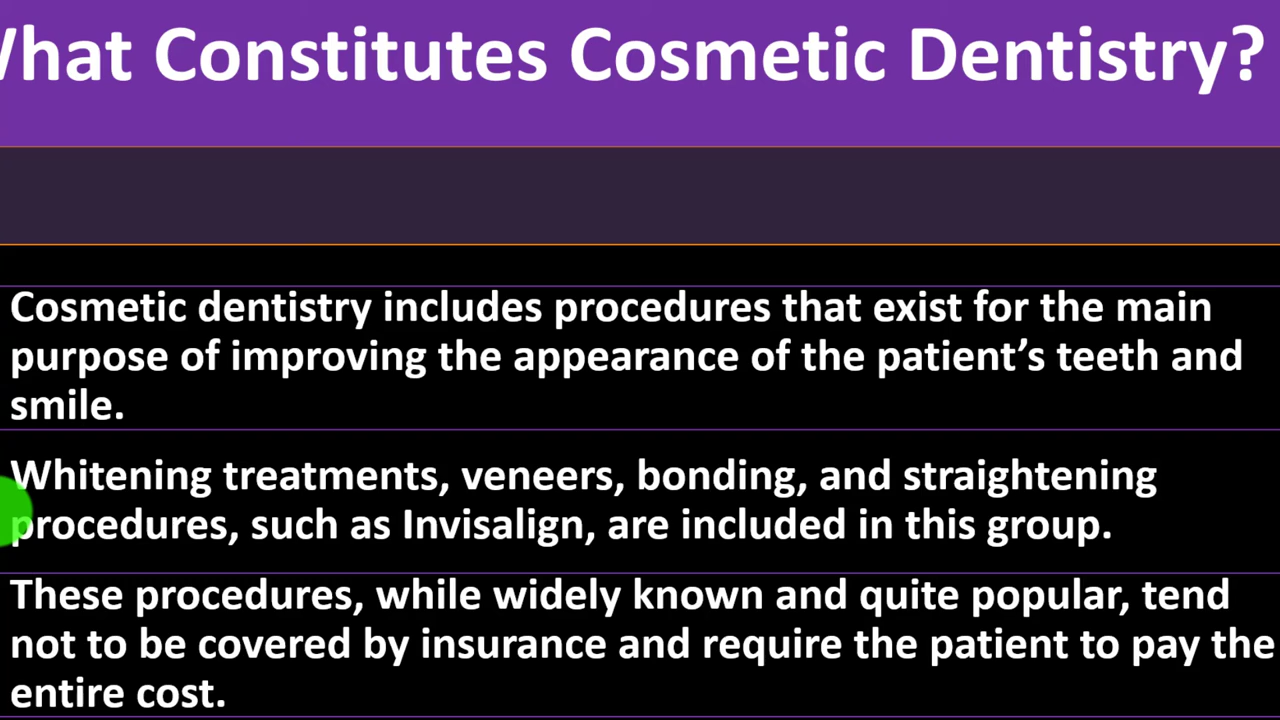 What Constitutes Cosmetic Dentistry?
Cosmetic dentistry includes procedures that exist for the main
purpose of improving the appearance of the patient’s teeth and
smile.
Whitening treatments, veneers, bonding, and straightening
procedures, such as Invisalign, are included in this group.
These procedures, while widely known and quite popular, tend
not to be covered by insurance and require the patient to pay the
entire cost.